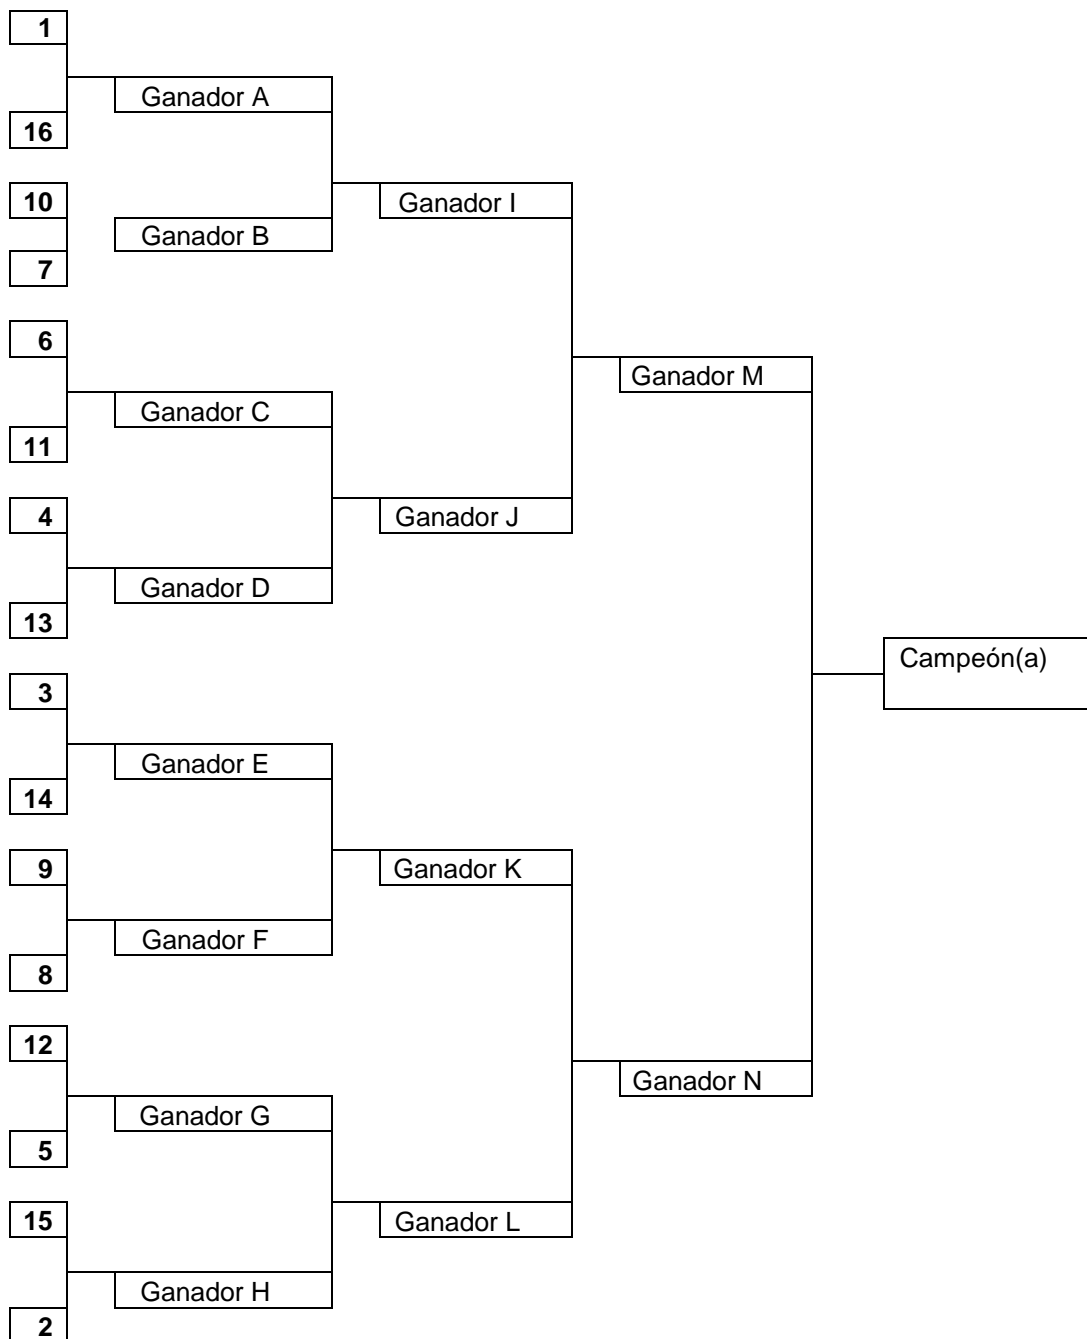 1
Ganador A
16
10
Ganador I
Ganador B
7
6
Ganador M
Ganador C
11
4
Ganador J
Ganador D
13
Campeón(a)
3
Ganador E
14
9
Ganador K
Ganador F
8
12
Ganador N
Ganador G
5
15
Ganador L
Ganador H
2